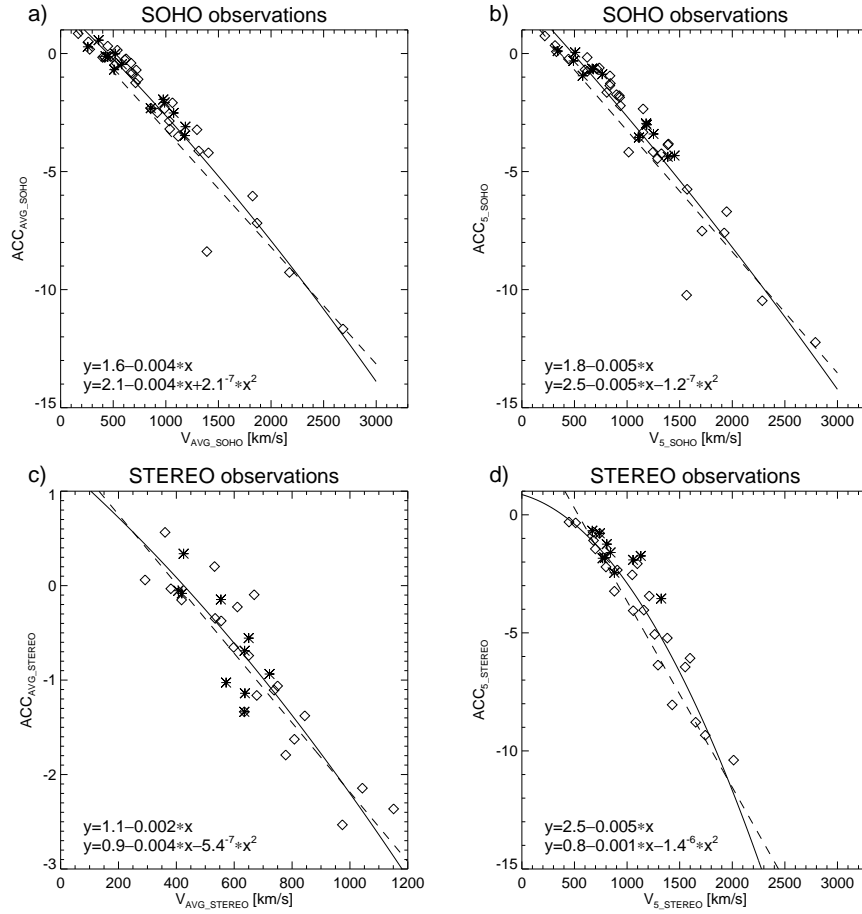 a)
SOHO observations
0
-5
-10
-15
ACC_AVG_SOHO
y=1.6−0.004*x
y=2.1−0.004*x+2.1^-7*x^2
0 500 1000 1500 2000 2500 3000
V_AVG_SOHO [km/s]
b)
SOHO observations
0
-5
-10
-15
ACC_5_SOHO
y=1.8−0.005*x
y=2.5−0.005*x−1.2^-7*x^2
0 500 1000 1500 2000 2500 3000
V_5_SOHO [km/s]
c)
STEREO observations
1
0
-1
-2
-3
ACC_AVG_STEREO
y=1.1−0.002*x
y=0.9−0.004*x−5.4^-7*x^2
0 200 400 600 800 1000 1200
V_AVG_STEREO [km/s]
d)
STEREO observations
0
-5
-10
-15
ACC_5_STEREO
y=2.5−0.005*x
y=0.8−0.001*x−1.4^-6*x^2
0 500 1000 1500 2000 2500 3000
V_5_STEREO [km/s]